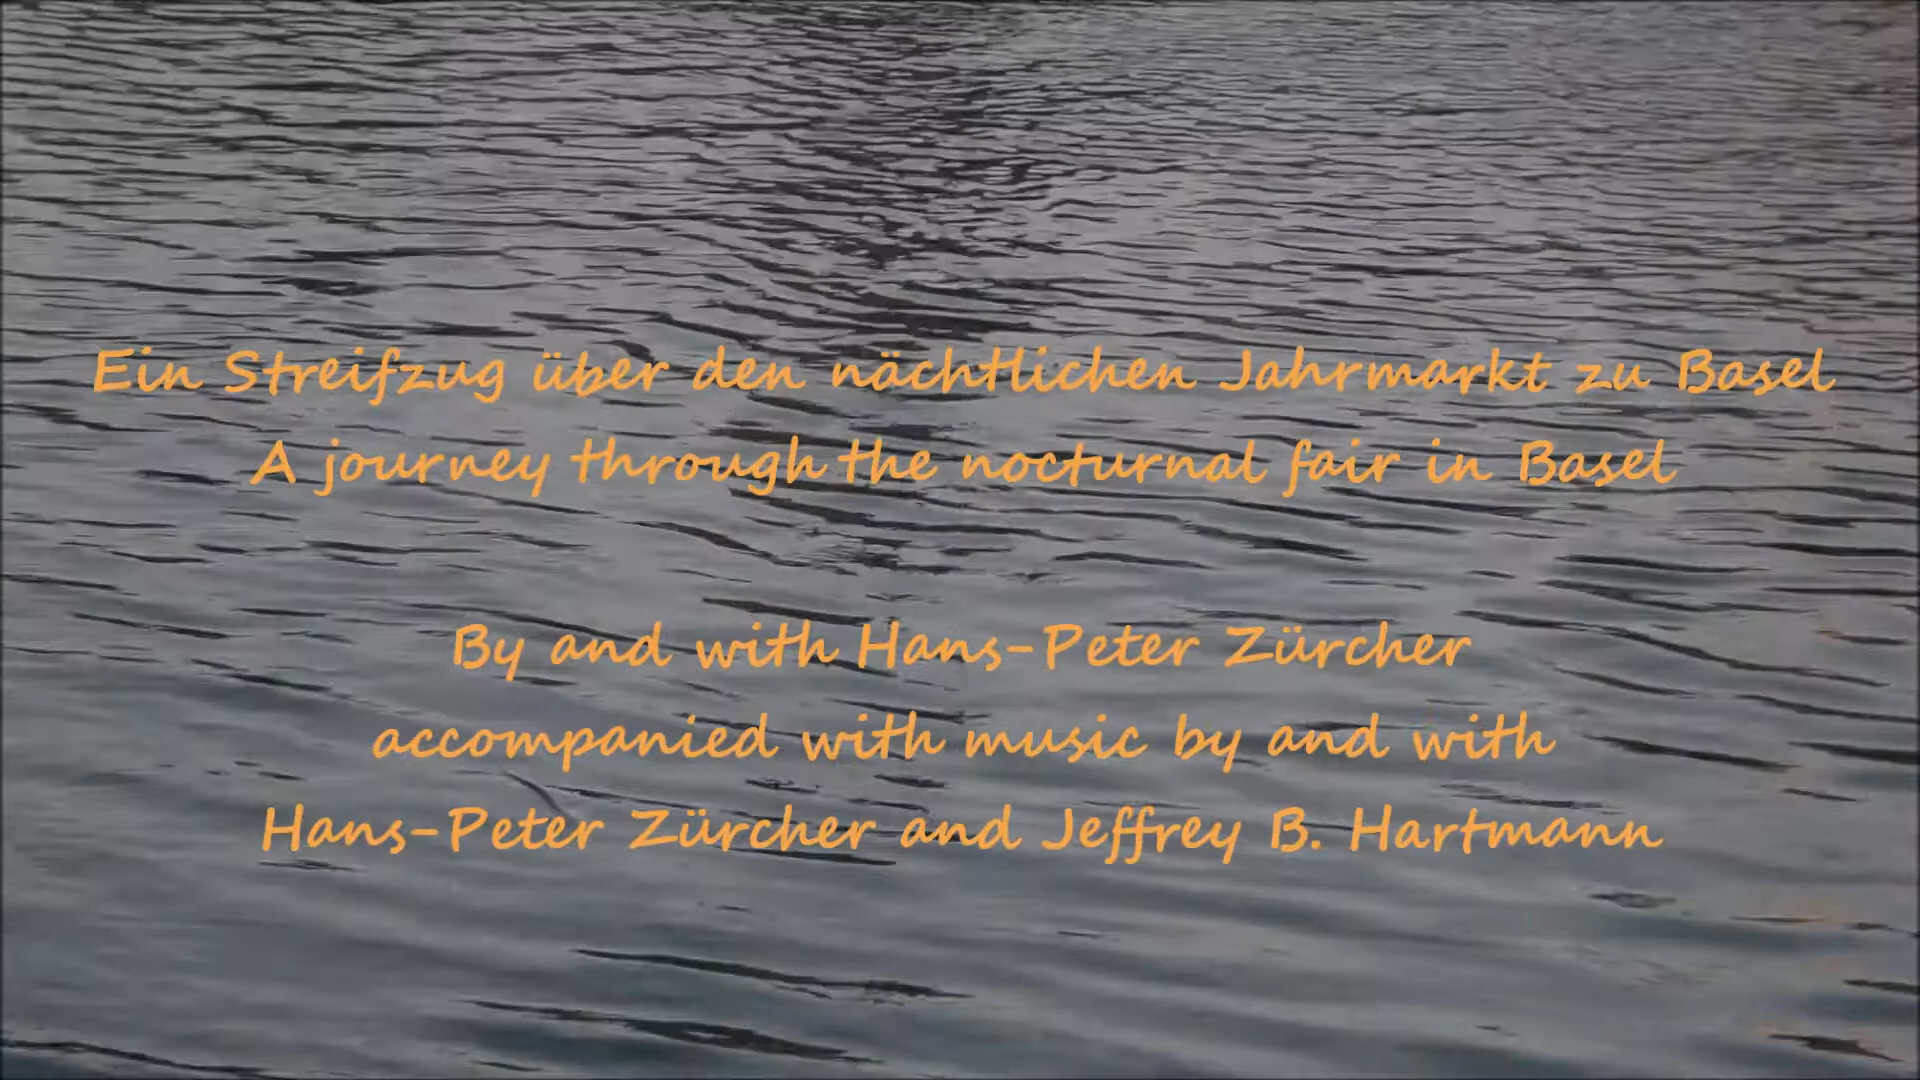 Ein Streifzug über den nächtlichen Jahrmarkt zu Basel
A journey through the nocturnal fair in Basel
By and with Hans-Peter Zürcher
accompanied with music by and with
Hans-Peter Zürcher and Jeffrey B. Hartmann